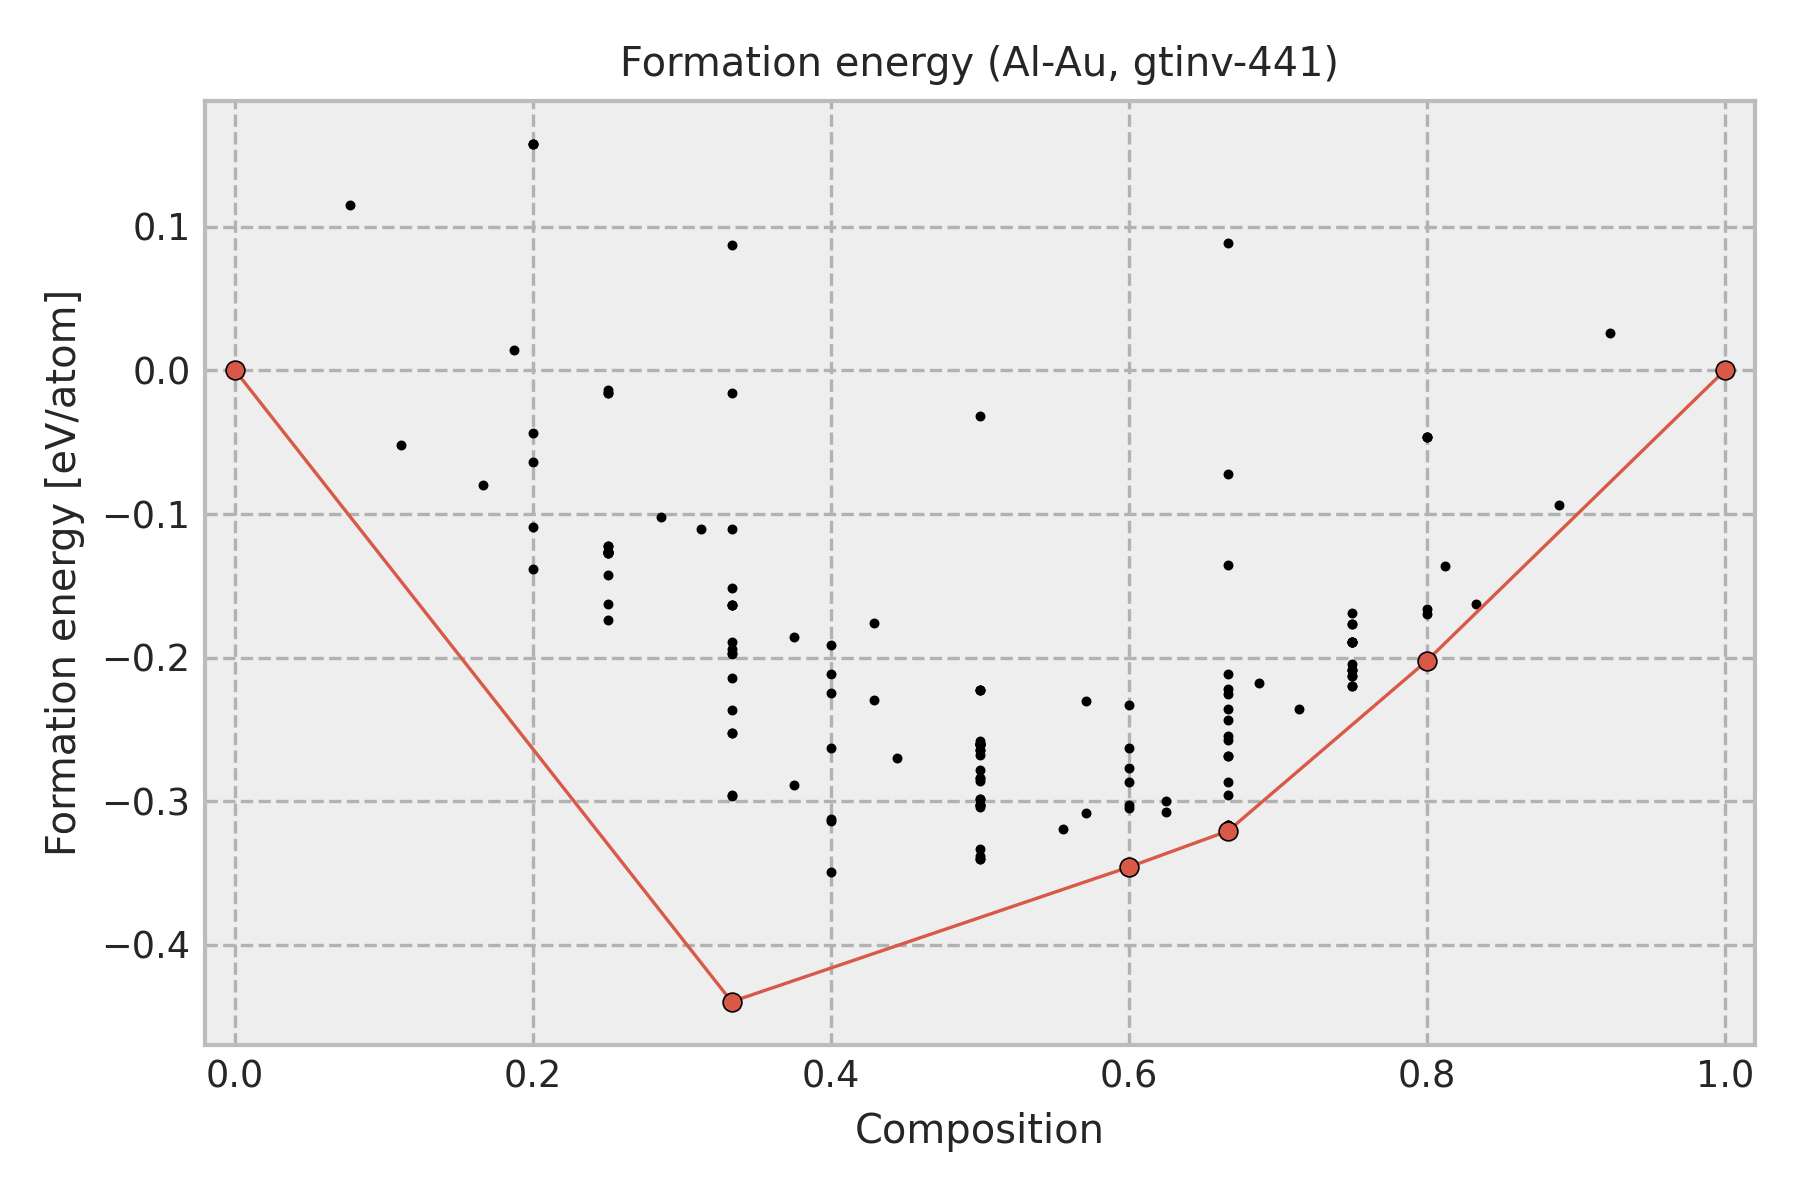 Formation energy (Al-Au, gtinv-441)
Formation energy [eV/atom]
0.1
0.0
−0.1
−0.2
−0.3
−0.4
0.0 0.2 0.4 0.6 0.8 1.0
Composition